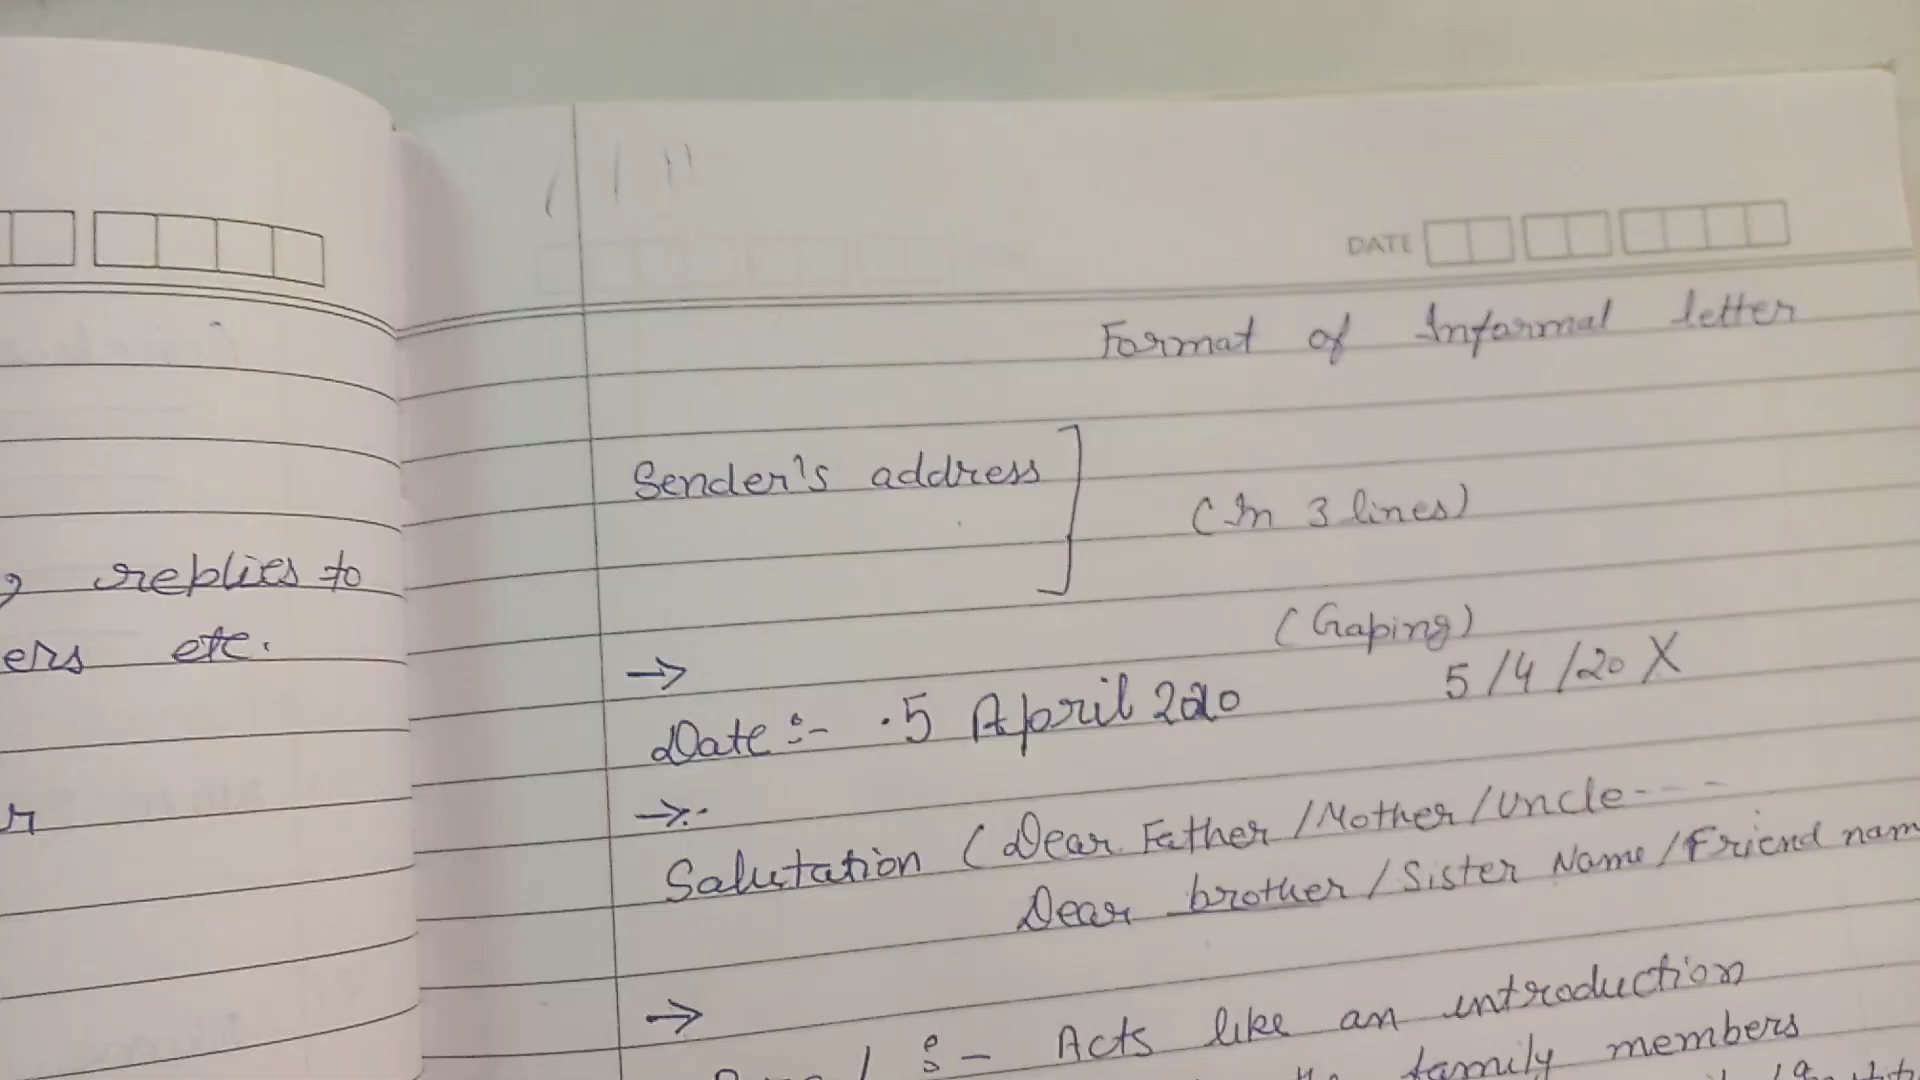 replies to
ers etc.
DATE
Format of Informal letter
Sender's address
(In 3 lines)
(Gaping)
→
Date :- .5 April 2020 5/4/20 X
→
Salutation (Dear Father/Mother/Uncle----
Dear brother/Sister Name/Friend nam
→
:- Acts like an introduction
family members